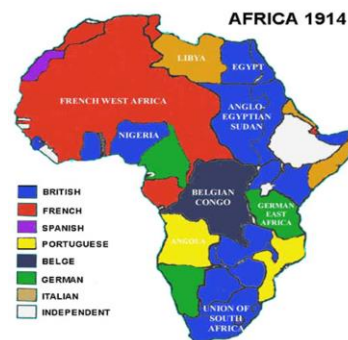 AFRICA 1914
LIBYA
EGYPT
FRENCH WEST AFRICA
ANGLO-
EGYPTIAN
SUDAN
NIGERIA
BELGIAN
CONGO
GERMAN
EAST
AFRICA
ANGOLA
UNION OF
SOUTH
AFRICA
BRITISH
FRENCH
SPANISH
PORTUGUESE
BELGE
GERMAN
ITALIAN
INDEPENDENT